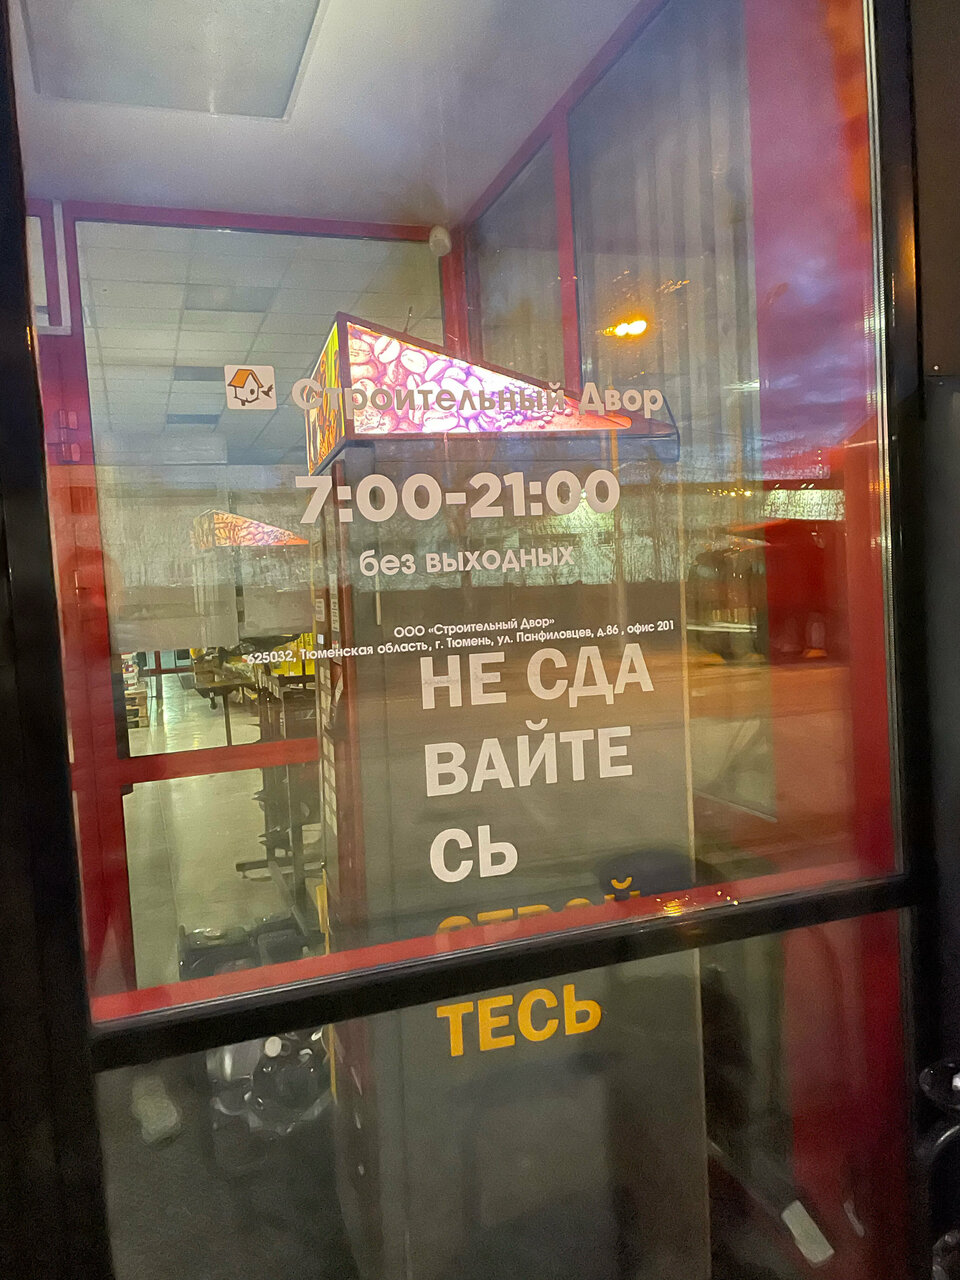 Строительный Двор
7:00-21:00
без выходных
ООО «Строительный Двор»
625032, Тюменская область, г. Тюмень, ул. Панфиловцев, д.86 , офис 201
НЕ СДА
ВАЙТЕ
СЬ
СТРОЙ
ТЕСЬ